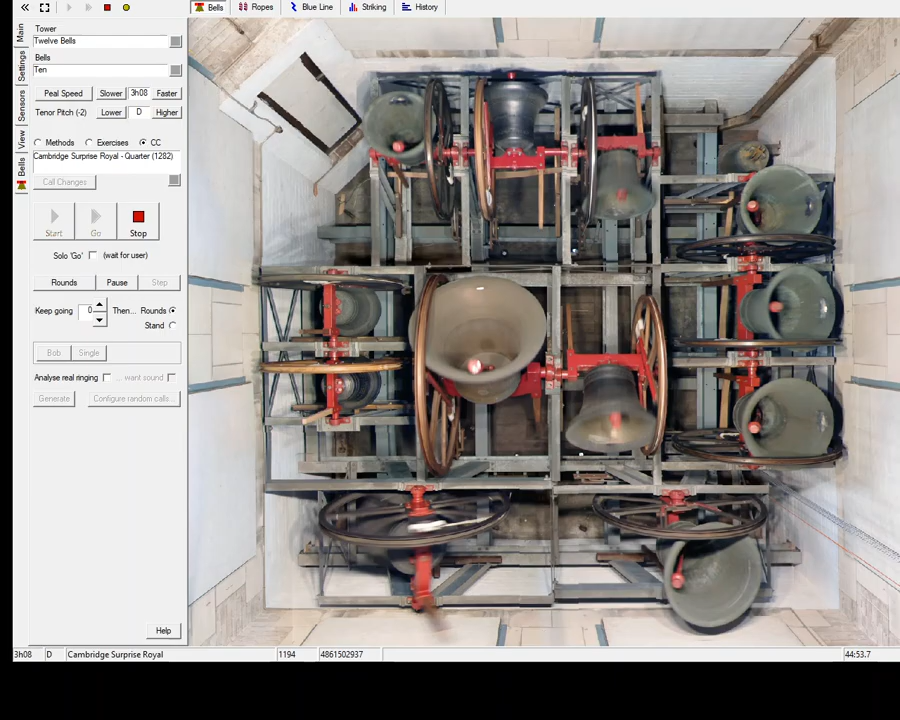 Bells Ropes Blue Line Striking History
Main
Settings
Sensors
View
Bells
Tower
Twelve Bells
Bells
Ten
Peal Speed Slower 3h08 Faster
Tenor Pitch (-2) Lower D Higher
Methods Exercises CC
Cambridge Surprise Royal - Quarter (1282)
Call Changer
Start Go Stop
Solo 'Go' (wait for user)
Rounds Pause Step
Keep going 0 Then... Rounds
Stand
Bob Single
Analyse real ringing ... want sound
Generate Configure random calls...
Help
3h08 D Cambridge Surprise Royal 1194 4861502937 44:53.7